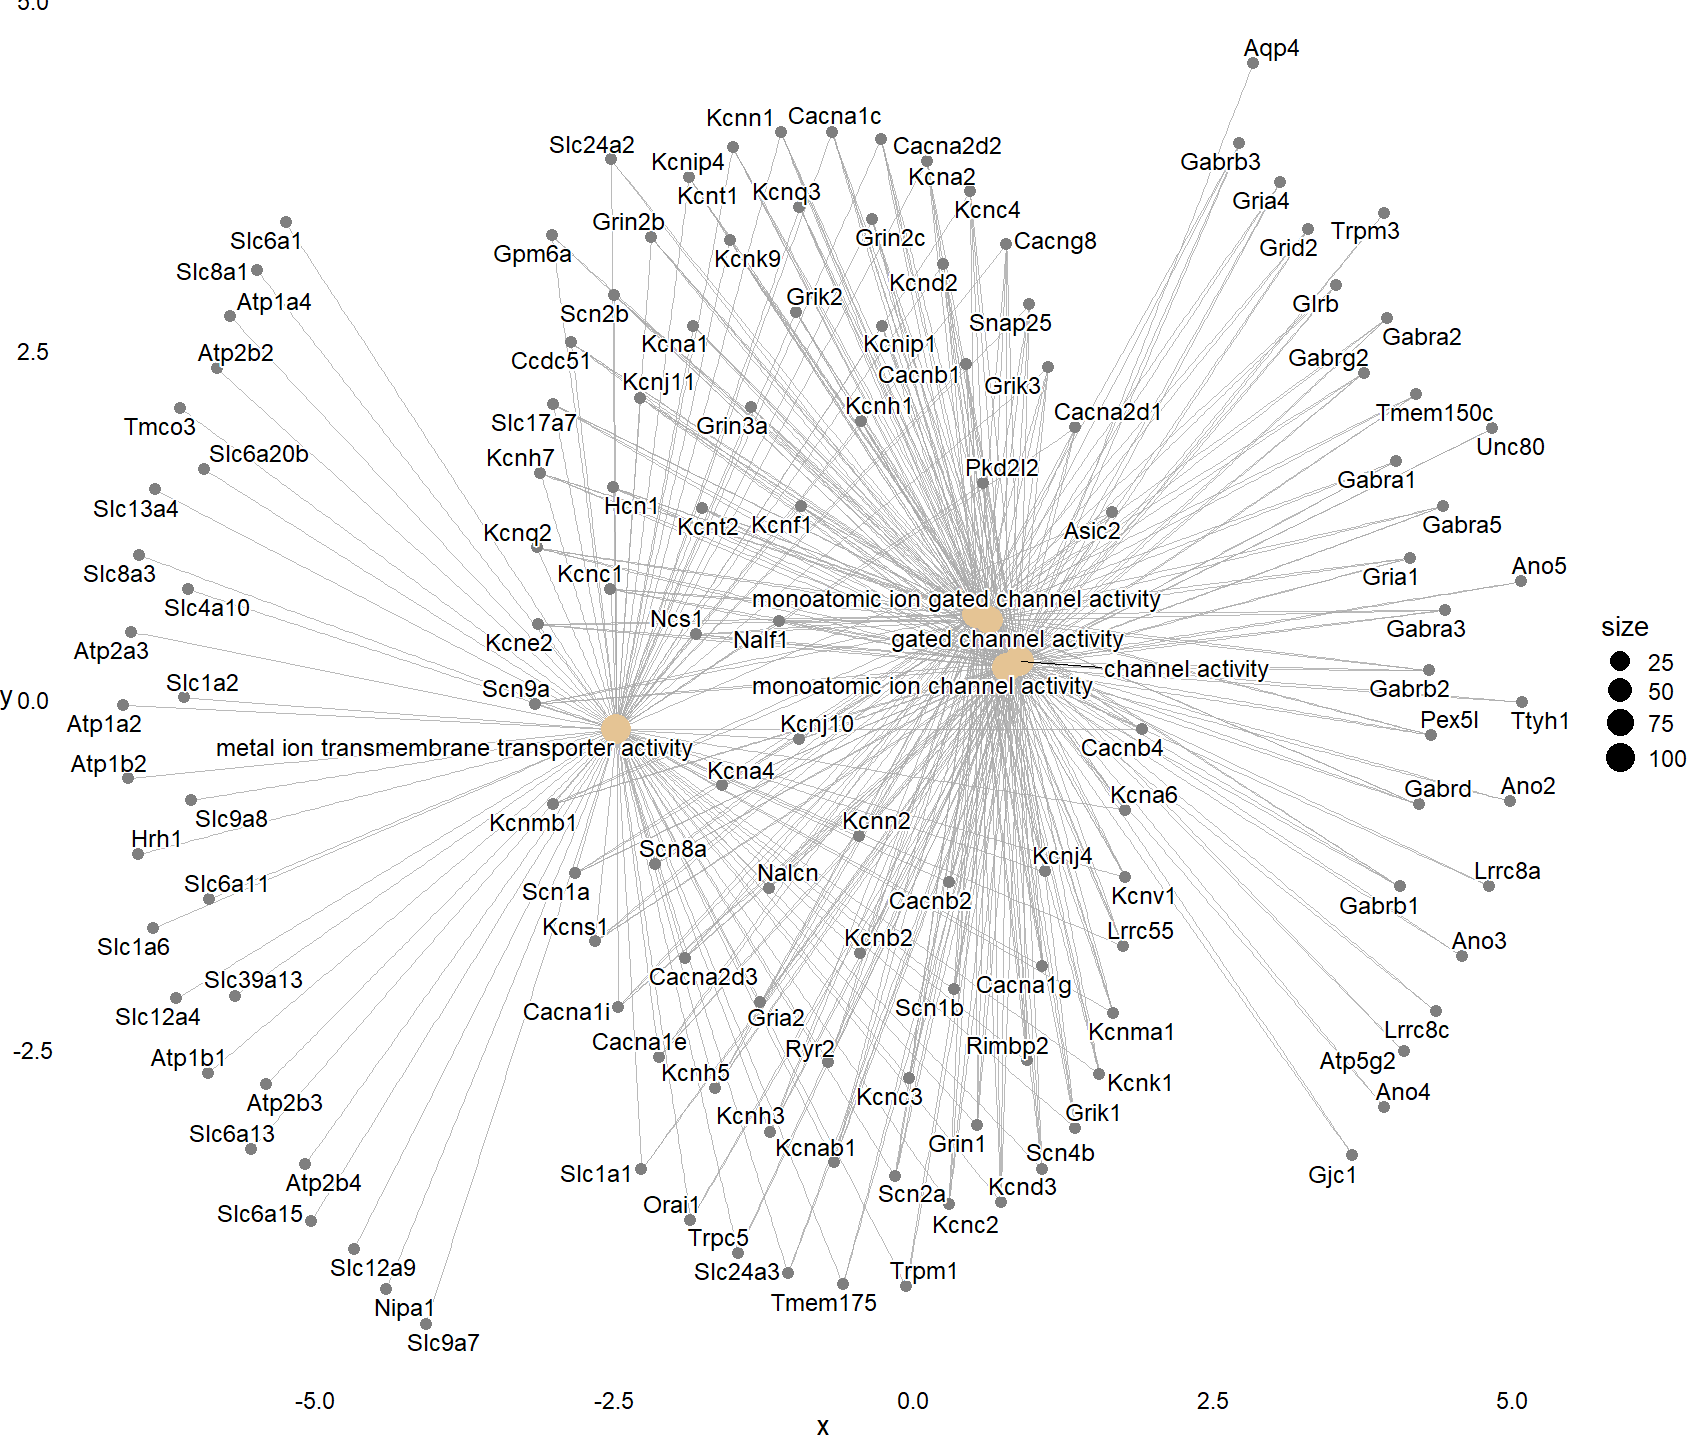 5.0
Aqp4
Kcnn1
Cacna1c
Slc24a2
Kcnip4
Cacna2d2
Gabrb3
Kcnt1
Kcnq3
Kcna2
Gria4
Grin2b
Kcnc4
Trpm3
Slc6a1
Gpm6a
Kcnk9
Grin2c
Cacng8
Grid2
Slc8a1
Kcnd2
Atp1a4
Scn2b
Grik2
Snap25
Glrb
Atp2b2
2.5
Ccdc51
Kcna1
Kcnip1
Gabra2
Kcnj11
Cacnb1
Grik3
Gabrg2
Tmco3
Slc17a7
Grin3a
Kcnh1
Cacna2d1
Tmem150c
Unc80
Slc6a20b
Kcnh7
Pkd2l2
Gabra1
Slc13a4
Hcn1
Kcnt2
Kcnf1
Asic2
Gabra5
Kcnq2
Slc8a3
Kcnc1
Gria1
Ano5
Slc4a10
monoatomic ion gated channel activity
Atp2a3
Kcne2
Ncs1
Nalf1
gated channel activity
Gabra3
size
25
50
75
100
Slc1a2
Scn9a
monoatomic ion channel activity
channel activity
Gabrb2
y
0.0
Atp1a2
Kcnj10
Pex5l
Ttyh1
metal ion transmembrane transporter activity
Cacnb4
Atp1b2
Kcna4
Kcna6
Gabrd
Ano2
Slc9a8
Kcnmb1
Kcnn2
Hrh1
Scn8a
Kcnj4
Slc6a11
Scn1a
Nalcn
Cacnb2
Kcnv1
Lrrc8a
Gabrb1
Slc1a6
Kcns1
Kcnb2
Lrrc55
Ano3
Slc39a13
Cacna2d3
Cacna1g
Slc12a4
Cacna1i
Gria2
Scn1b
Kcnma1
Lrrc8c
-2.5
Atp1b1
Cacna1e
Ryr2
Rimbp2
Atp5g2
Kcnh5
Kcnk1
Atp2b3
Kcnh3
Kcnc3
Grik1
Ano4
Slc6a13
Kcnab1
Grin1
Scn4b
Atp2b4
Slc1a1
Scn2a
Kcnd3
Gjc1
Slc6a15
Orai1
Kcnc2
Trpc5
Slc12a9
Slc24a3
Trpm1
Nipa1
Tmem175
Slc9a7
-5.0
-2.5
0.0
2.5
5.0
x